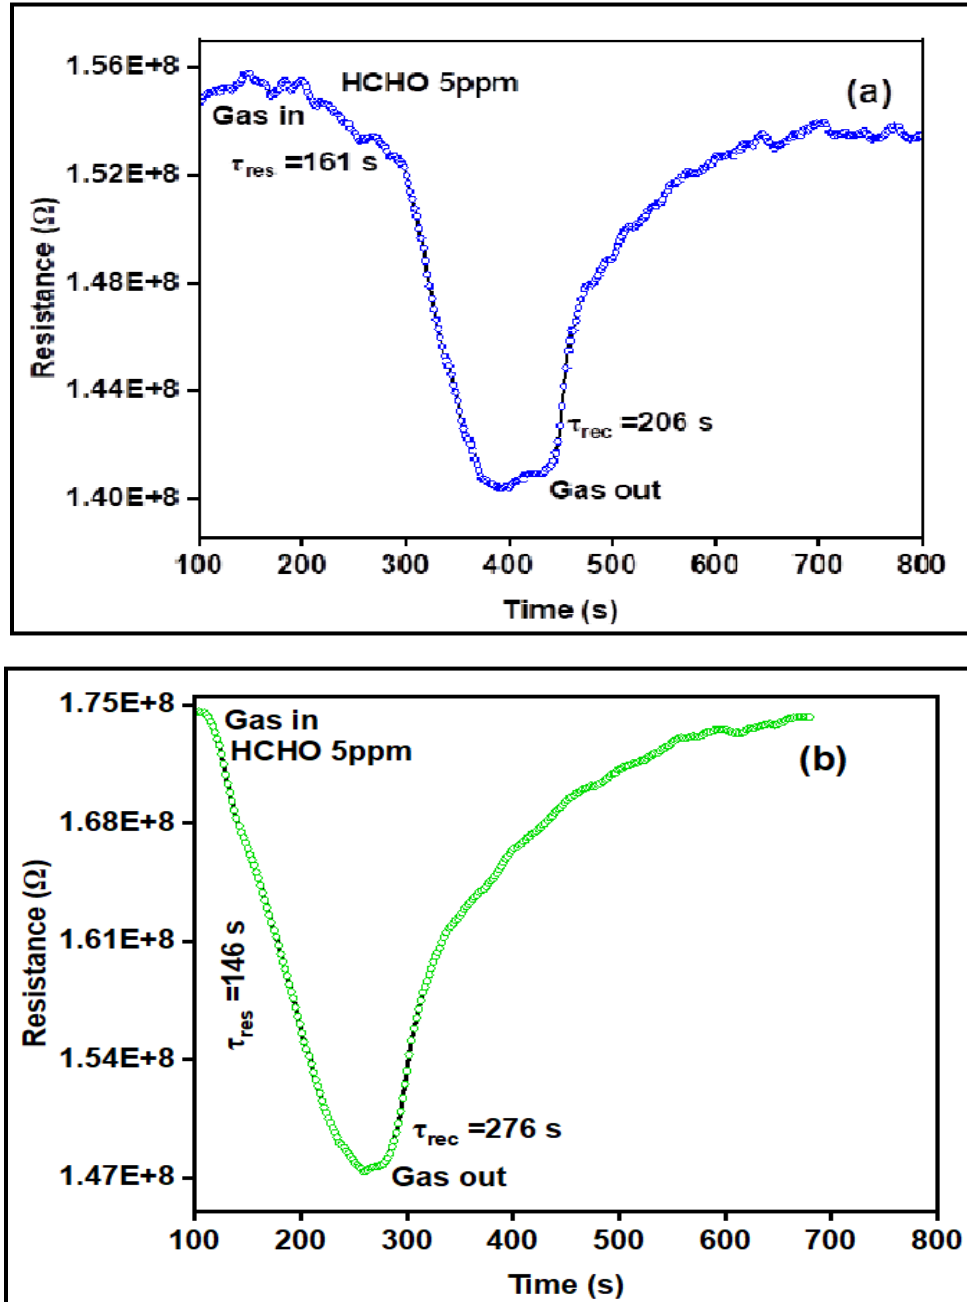 1.56E+8
1.52E+8
1.48E+8
1.44E+8
1.40E+8
Resistance (Ω)
HCHO 5ppm
(a)
Gas in
τres =161 s
τrec =206 s
Gas out
100 200 300 400 500 600 700 800
Time (s)
1.75E+8
1.68E+8
1.61E+8
1.54E+8
1.47E+8
Resistance (Ω)
Gas in
HCHO 5ppm
(b)
τres =146 s
τrec =276 s
Gas out
100 200 300 400 500 600 700 800
Time (s)